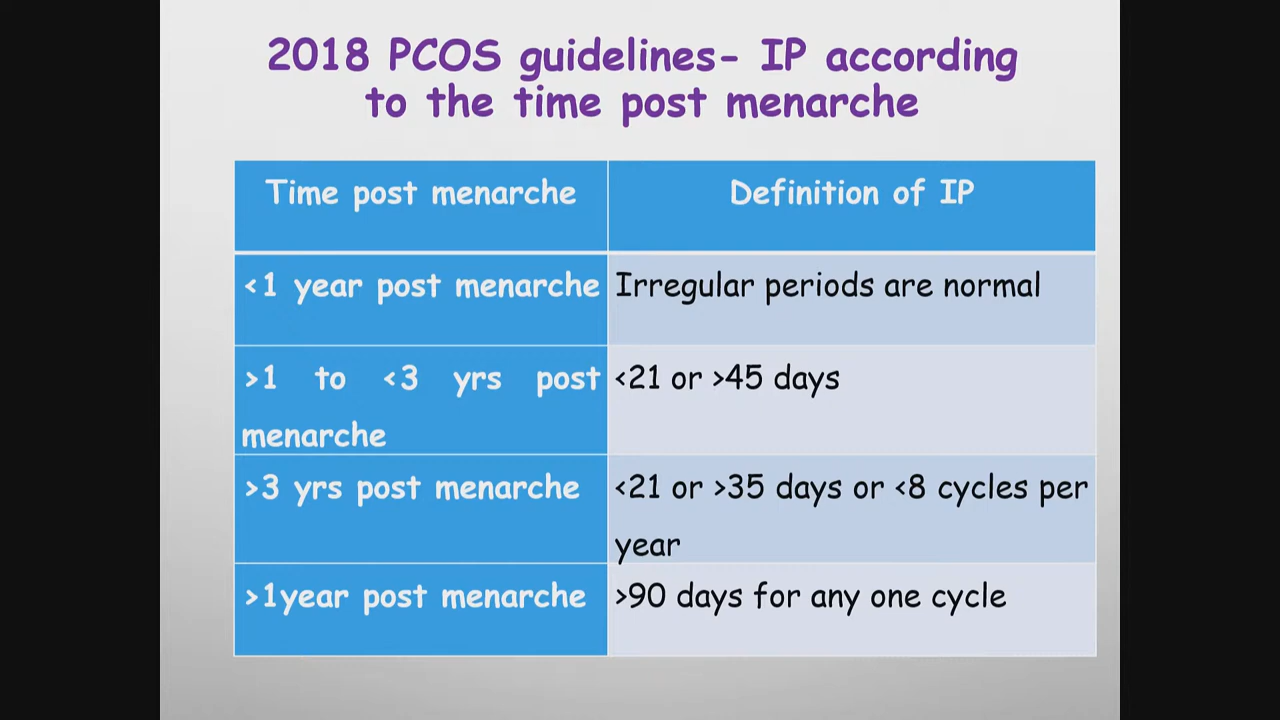 2018 PCOS guidelines- IP according
to the time post menarche
Time post menarche
Definition of IP
<1 year post menarche
Irregular periods are normal
>1 to <3 yrs post
menarche
<21 or >45 days
>3 yrs post menarche
<21 or >35 days or <8 cycles per
year
>1year post menarche
>90 days for any one cycle